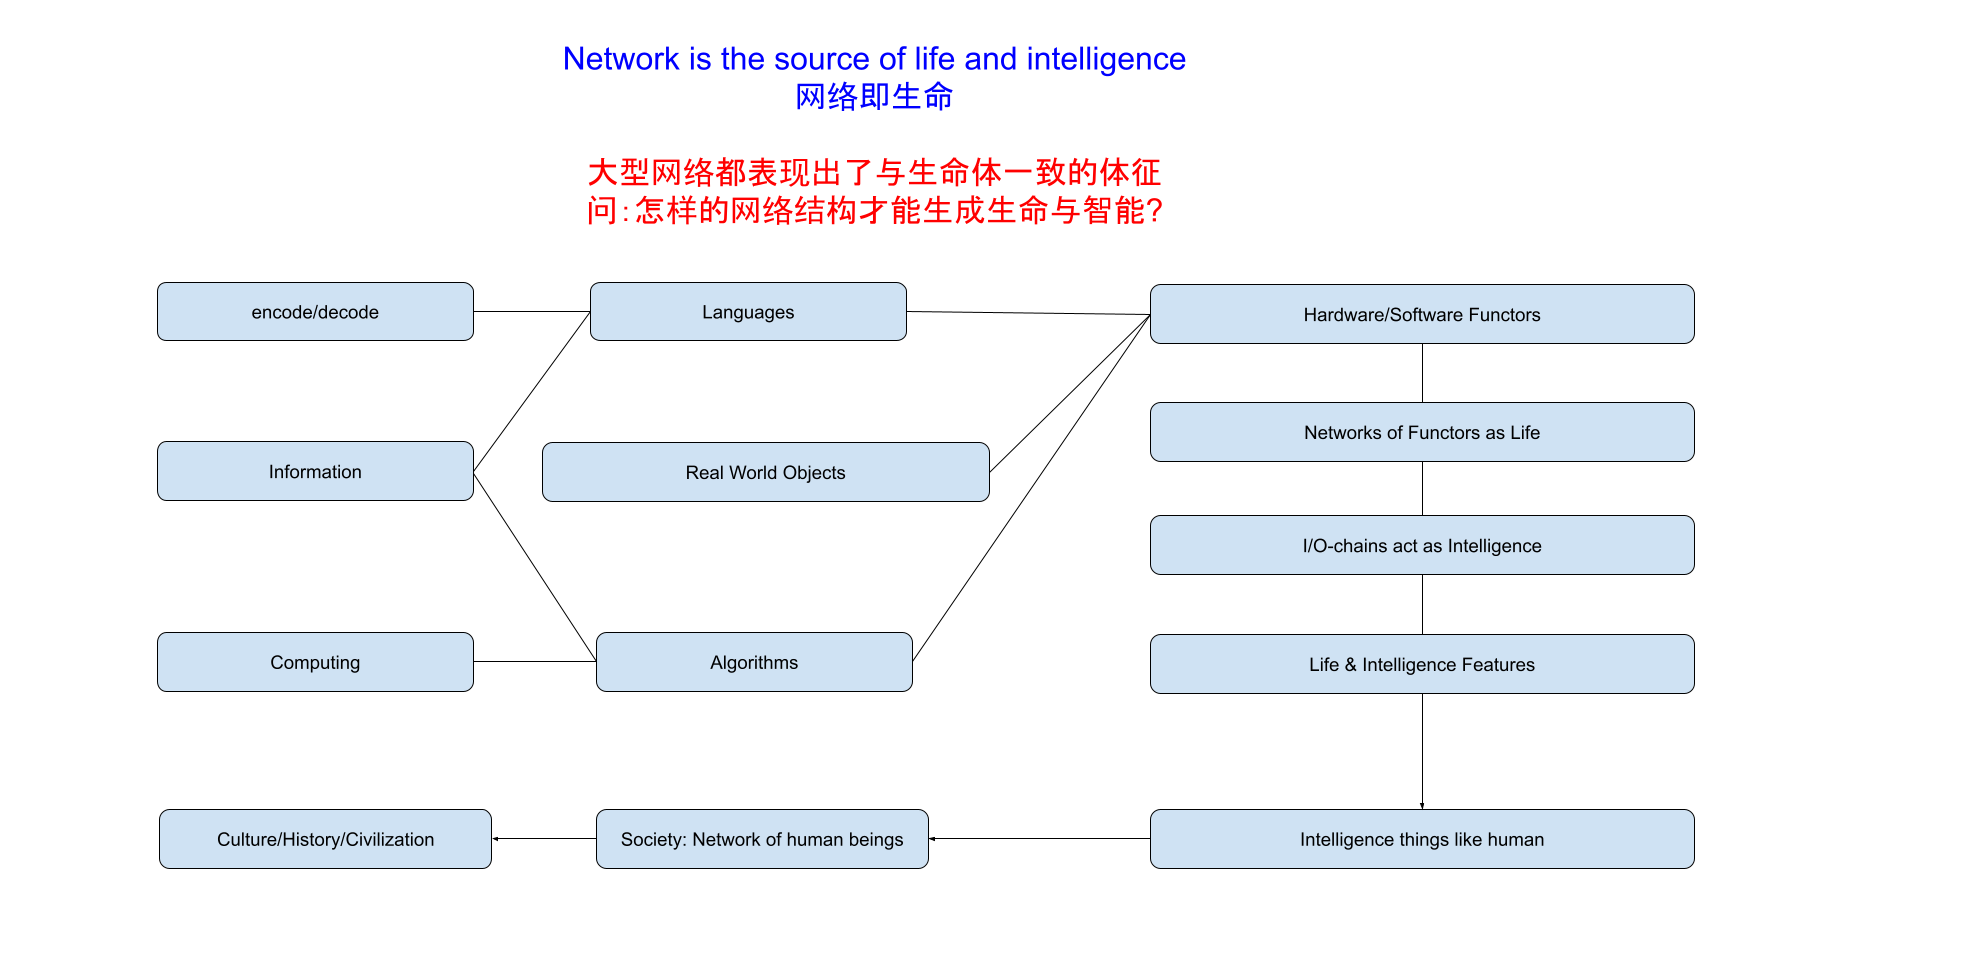 Network is the source of life and intelligence
网络即生命
大型网络都表现出了与生命体一致的体征
问:怎样的网络结构才能生成生命与智能?
encode/decode
Languages
Hardware/Software Functors
Networks of Functors as Life
Information
Real World Objects
I/O-chains act as Intelligence
Computing
Algorithms
Life & Intelligence Features
Culture/History/Civilization
Society: Network of human beings
Intelligence things like human